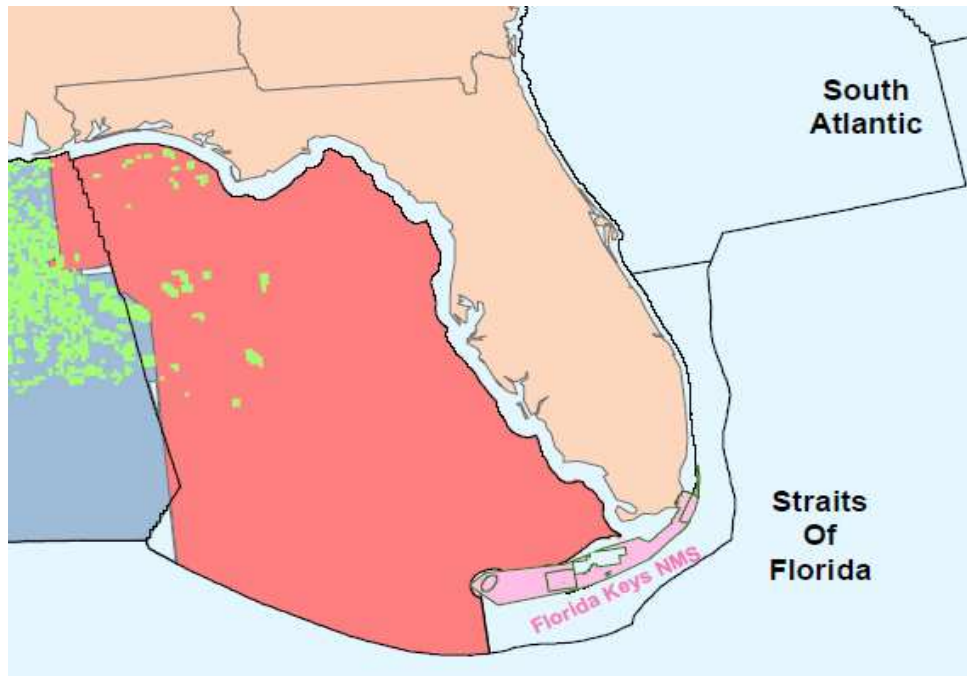 South
Atlantic
Straits
Of
Florida
Florida Keys NMS